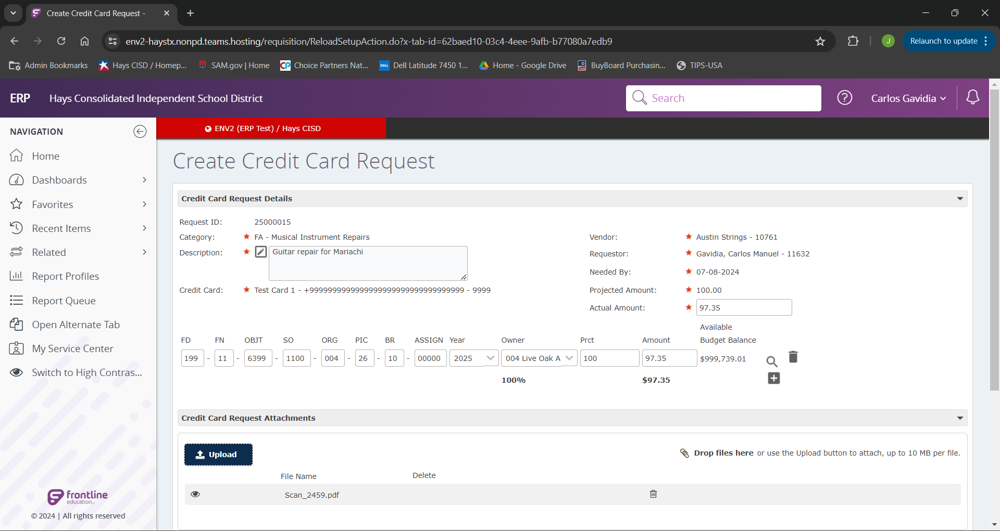 Create Credit Card Request -
env2-haystx.nonpd.teams.hosting/requisition/ReloadSetupAction.do?x-tab-id=62baed10-03c4-4eee-9afb-b77080a7edb9
J
Relaunch to update
Admin Bookmarks
Hays CISD / Homep...
SAM.gov | Home
Choice Partners Nat...
Dell Latitude 7450 1...
Home - Google Drive
BuyBoard Purchasin...
TIPS-USA
ERP Hays Consolidated Independent School District
Search
Carlos Gavidia
NAVIGATION
Home
Dashboards
Favorites
Recent Items
Related
Report Profiles
Report Queue
Open Alternate Tab
My Service Center
Switch to High Contras...
frontline
education
© 2024 | All rights reserved
ENV2 (ERP Test) / Hays CISD
Create Credit Card Request
Credit Card Request Details
Request ID: 25000015
Category: FA - Musical Instrument Repairs
Vendor: Austin Strings - 10761
Description: Guitar repair for Mariachi
Requestor: Gavidia, Carlos Manuel - 11632
Needed By: 07-08-2024
Credit Card: Test Card 1 - +99999999999999999999999999999999999 - 9999
Projected Amount: 100.00
Actual Amount: 97.35
Available
FD FN OBJT SO ORG PIC BR ASSIGN Year Owner Prct Amount Budget Balance
199 - 11 - 6399 - 1100 - 004 - 26 - 10 - 00000 2025 004 Live Oak A 100 97.35 $999,739.01
100% $97.35
Credit Card Request Attachments
Upload
Drop files here or use the Upload button to attach, up to 10 MB per file.
File Name Delete
Scan_2459.pdf